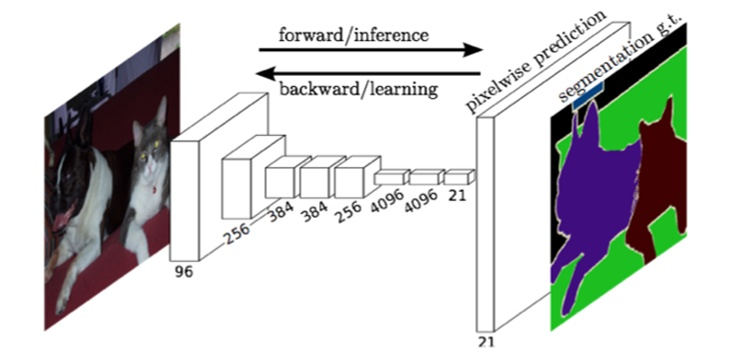 forward/inference
backward/learning
pixelwise prediction
segmentation g.t.
96
256
384
384
256
4096
4096
21
21